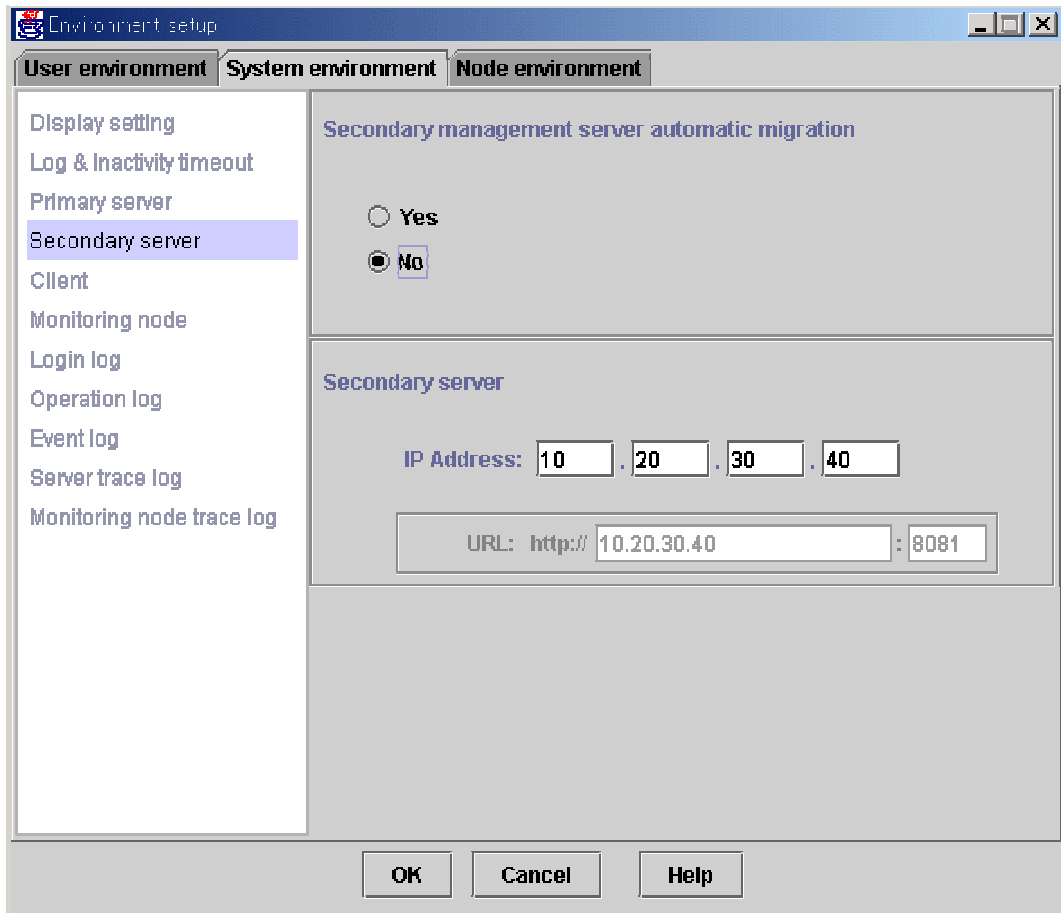 Environment setup
User environment System environment Node environment
Display setting
Log & Inactivity timeout
Primary server
Secondary server
Client
Monitoring node
Login log
Operation log
Event log
Server trace log
Monitoring node trace log
Secondary management server automatic migration
Yes
No
Secondary server
IP Address: 10 . 20 . 30 . 40
URL: http:// 10.20.30.40 : 8081
OK Cancel Help